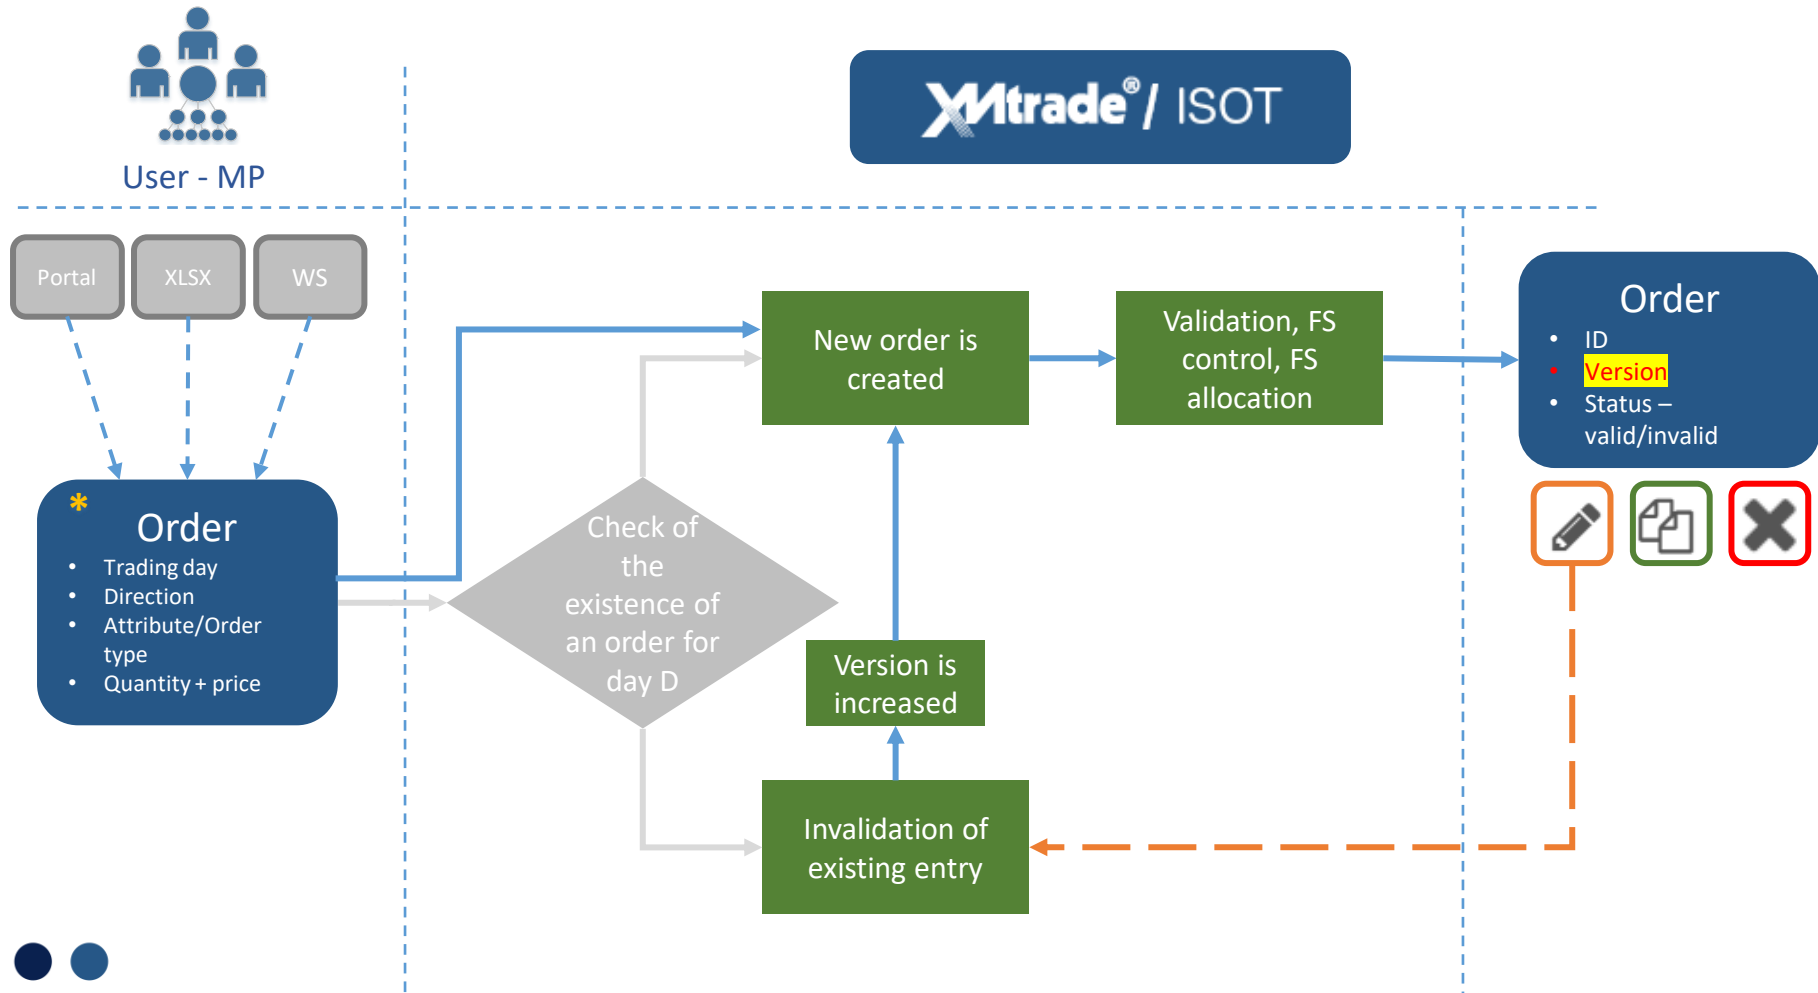 User - MP
XMtrade®/ ISOT
Portal
XLSX
WS
* Order
• Trading day
• Direction
• Attribute/Order
type
• Quantity + price
Check of
the
existence of
an order for
day D
New order is
created
Validation, FS
control, FS
allocation
Version is
increased
Invalidation of
existing entry
Order
• ID
• Version
• Status –
valid/invalid